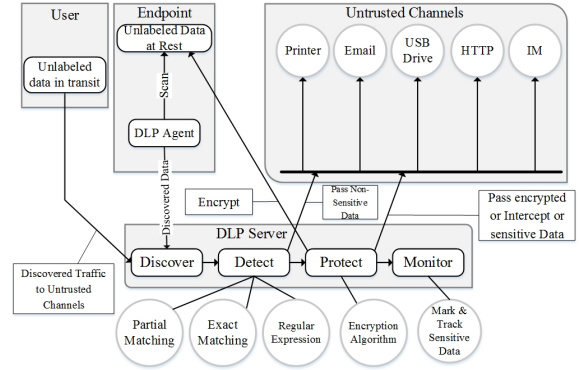 User
Endpoint
Untrusted Channels
Unlabeled
data in transit
Unlabeled Data
at Rest
Scan
DLP Agent
Discovered Data
Printer
Email
USB
Drive
HTTP
IM
Encrypt
Pass Non-
Sensitive
Data
Pass encrypted
or Intercept or
sensitive Data
DLP Server
Discover
Detect
Protect
Monitor
Discovered Traffic
to Untrusted
Channels
Partial
Matching
Exact
Matching
Regular
Expression
Encryption
Algorithm
Mark &
Track
Sensitive
Data